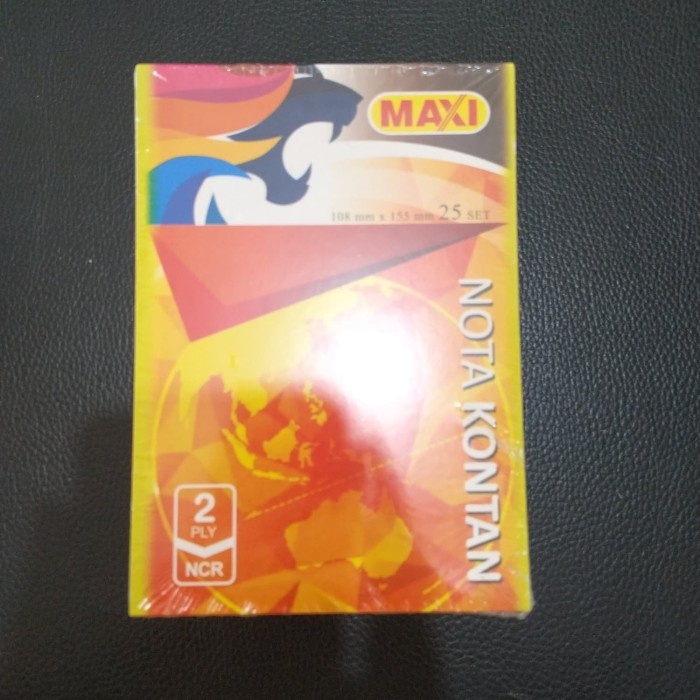 MAXI
108 mm x 155 mm 25 SET
NOTA KONTAN
2
PLY
NCR